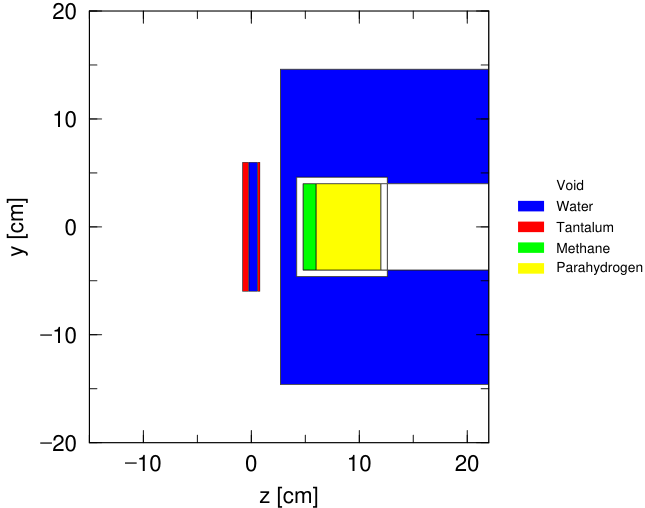 20
10
0
−10
−20
y [cm]
−10
0
10
20
z [cm]
Void
Water
Tantalum
Methane
Parahydrogen